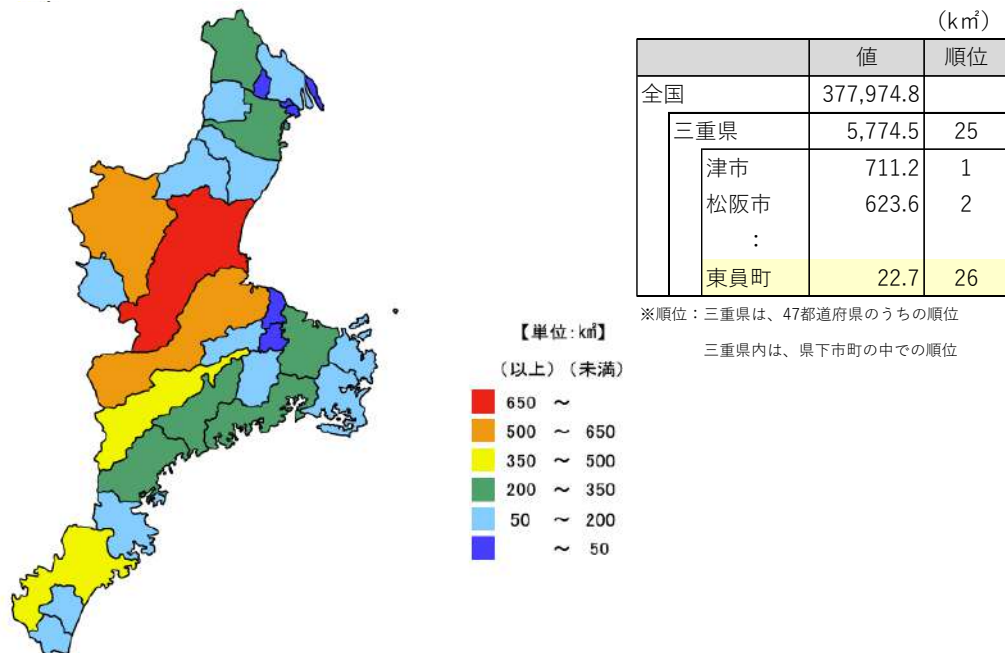 (k㎡)
値 順位
全国 377,974.8
三重県 5,774.5 25
津市 711.2 1
松阪市 623.6 2
：
東員町 22.7 26
※順位：三重県は、47都道府県のうちの順位
三重県内は、県下市町の中での順位
【単位:k㎡】
(以上) (未満)
650 ～
500 ～ 650
350 ～ 500
200 ～ 350
50 ～ 200
～ 50